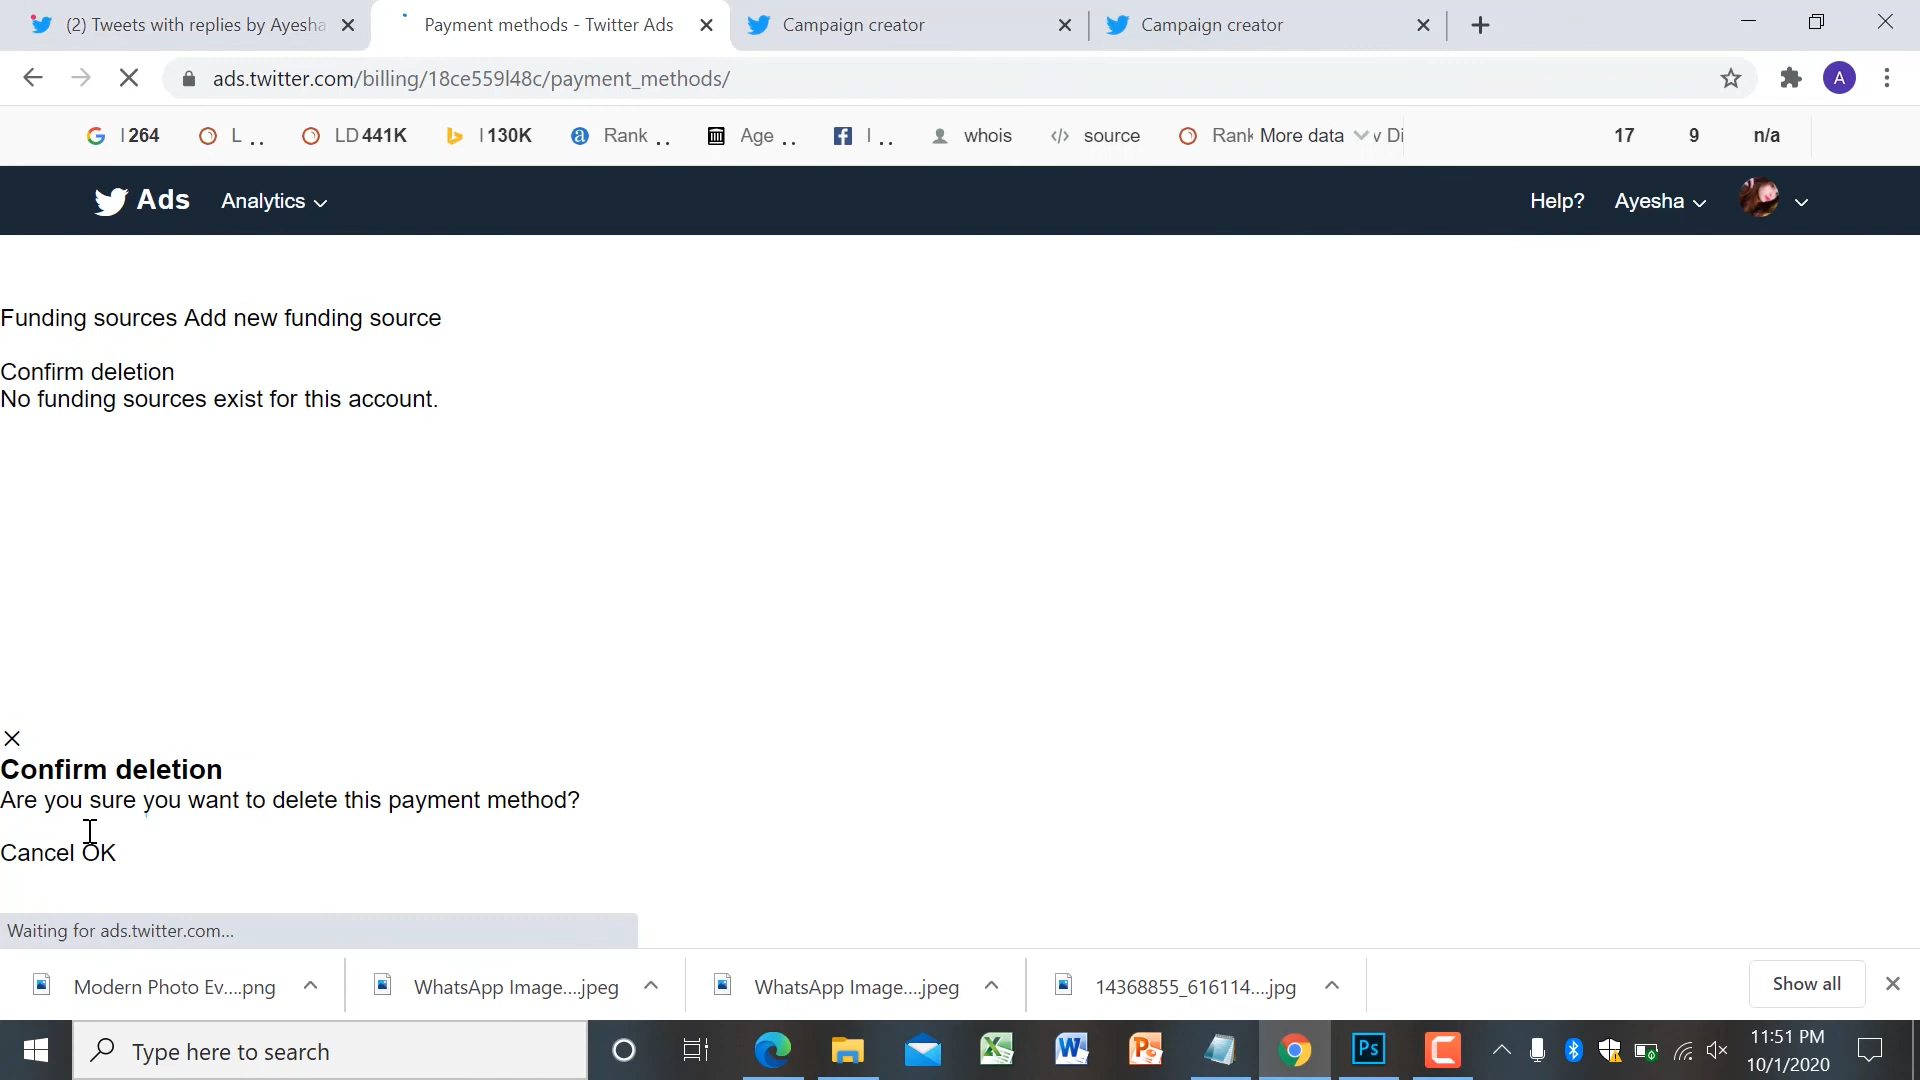 (2) Tweets with replies by Ayesha
Payment methods - Twitter Ads
Campaign creator
Campaign creator
ads.twitter.com/billing/18ce559l48c/payment_methods/
A
I 264
L ..
LD 441K
I 130K
Rank ..
Age ..
I ..
whois
source
Rank
More data
v Di
17
9
n/a
Ads
Analytics
Help?
Ayesha
Funding sources Add new funding source
Confirm deletion
No funding sources exist for this account.
Confirm deletion
Are you sure you want to delete this payment method?
Cancel OK
Waiting for ads.twitter.com...
Modern Photo Ev....png
WhatsApp Image....jpeg
WhatsApp Image....jpeg
14368855_616114....jpg
Show all
Type here to search
Ps
11:51 PM
10/1/2020